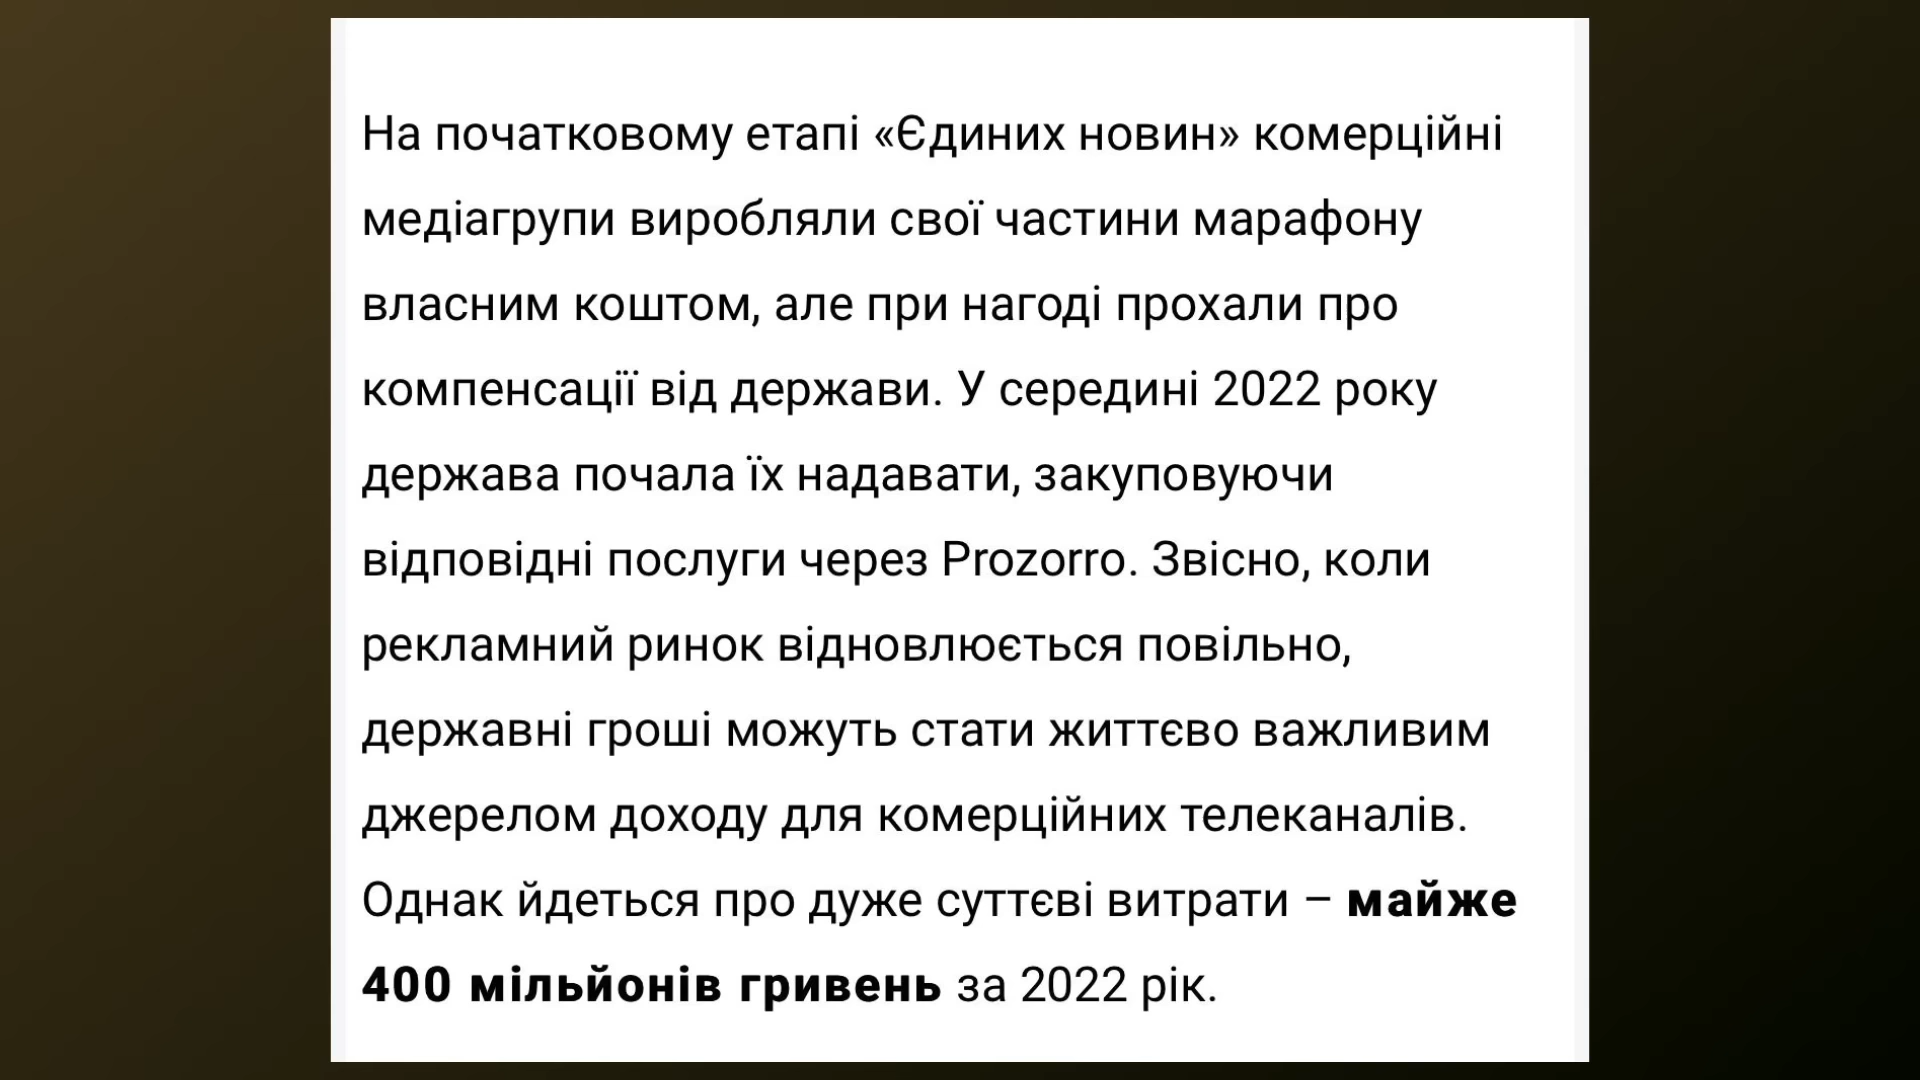 На початковому етапі «Єдиних новин» комерційні
медіагрупи виробляли свої частини марафону
власним коштом, але при нагоді прохали про
компенсації від держави. У середині 2022 року
держава почала їх надавати, закуповуючи
відповідні послуги через Prozorro. Звісно, коли
рекламний ринок відновлюється повільно,
державні гроші можуть стати життєво важливим
джерелом доходу для комерційних телеканалів.
Однак йдеться про дуже суттєві витрати – майже
400 мільйонів гривень за 2022 рік.